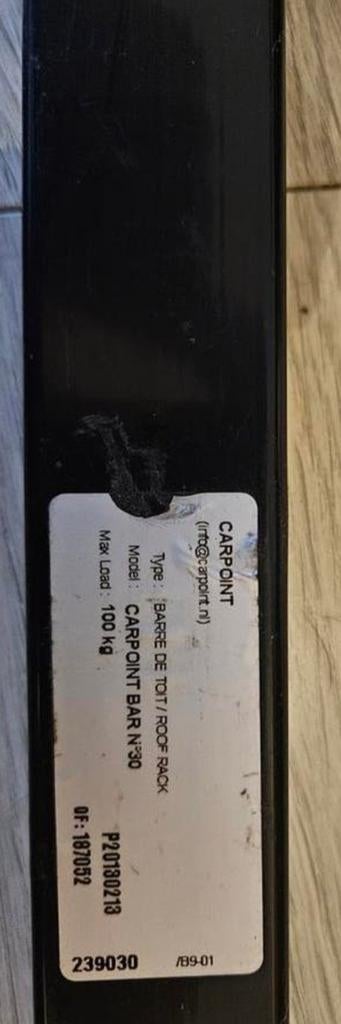 CARPOINT
(info@carpoint.nl)
Type : BARRE DE TOIT / ROOF RACK
Model : CARPOINT BAR N°30
Max Load : 100 kg
P20130213
OF: 187052
/B9-01
239030